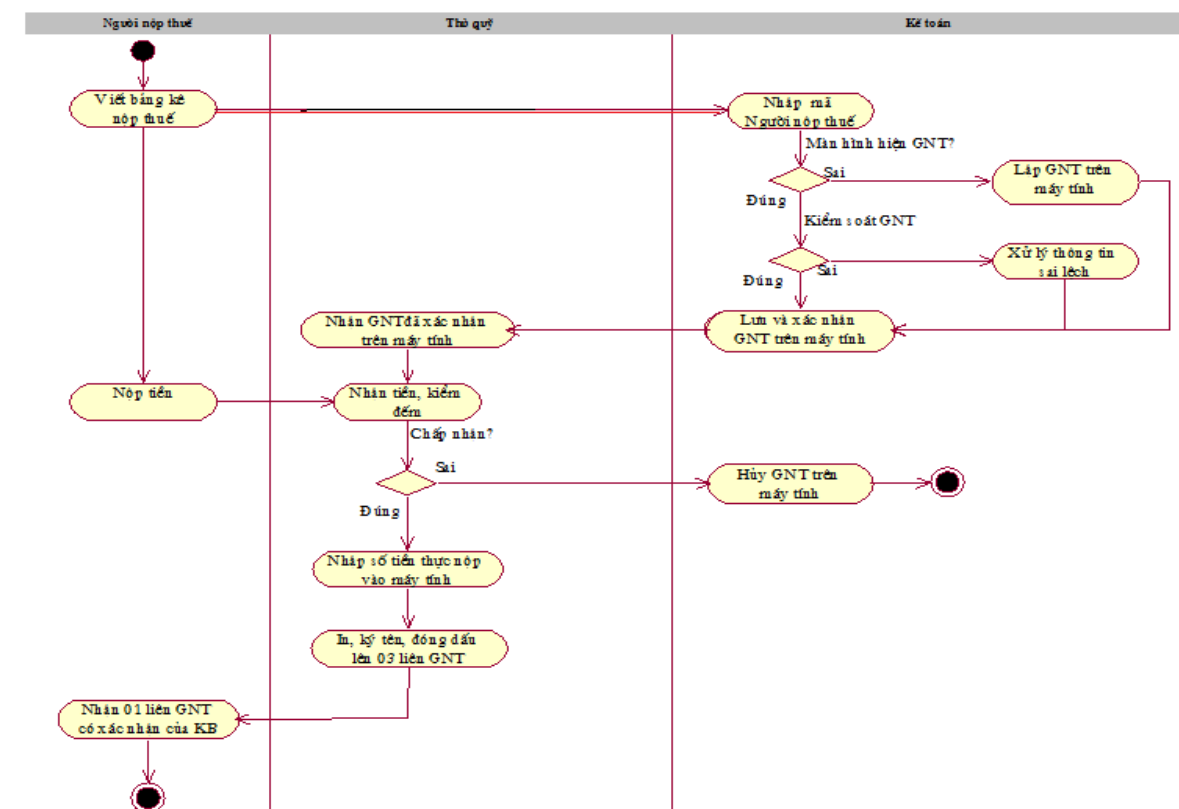 Người nộp thuế
Thủ quỹ
Kế toán
Viết bảng kê
nộp thuế
Nhập mã
Người nộp thuế
Màn hình hiện GNT?
Sai
Lập GNT trên
máy tính
Đúng
Kiểm soát GNT
Sai
Xử lý thông tin
sai lệch
Đúng
Nhận GNT đã xác nhận
trên máy tính
Lưu và xác nhận
GNT trên máy tính
Nộp tiền
Nhận tiền, kiểm
đếm
Chấp nhận?
Sai
Hủy GNT trên
máy tính
Đúng
Nhập số tiền thực nộp
vào máy tính
In, ký tên, đóng dấu
lên 03 liên GNT
Nhận 01 liên GNT
có xác nhận của KB